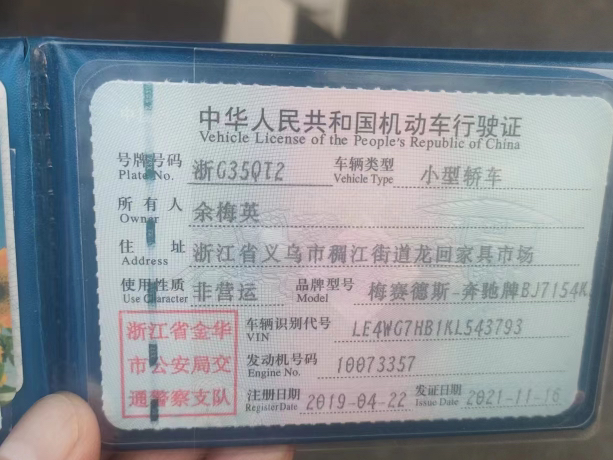 中华人民共和国机动车行驶证
Vehicle License of the People's Republic of China
号牌号码 浙G35QT2 车辆类型 小型轿车
Plate No. Vehicle Type
所有人 余梅英
Owner
住址 浙江省义乌市稠江街道龙回家具市场
Address
使用性质 非营运 品牌型号 梅赛德斯-奔驰牌BJ7154K
Use Character Model
浙江省金华
市公安局交
通警察支队
车辆识别代号 LE4WG7HB1KL543793
VIN
发动机号码 10073357
Engine No.
注册日期 2019-04-22 发证日期 2021-11-16
Register Date Issue Date